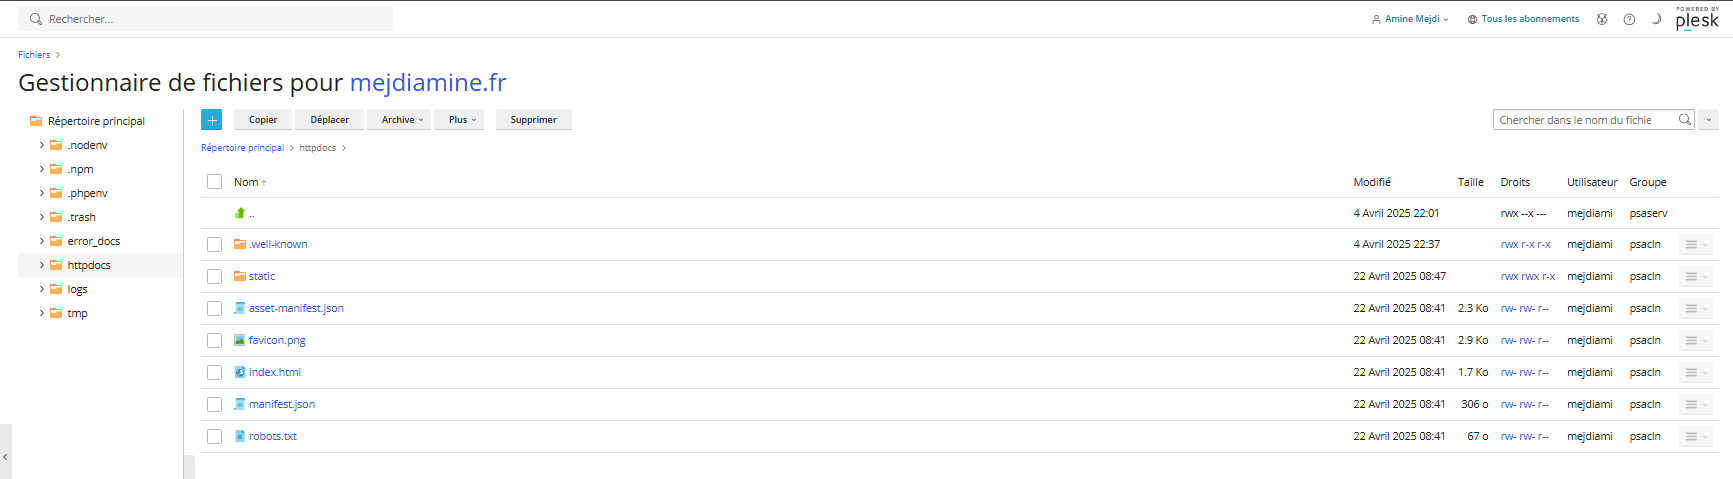 Rechercher...
Amine Mejdi
Tous les abonnements
POWERED BY
plesk
Fichiers
Gestionnaire de fichiers pour mejdiamine.fr
Répertoire principal
.nodenv
.npm
.phpenv
.trash
error_docs
httpdocs
logs
tmp
Copier Déplacer Archive Plus Supprimer
Chercher dans le nom du fichie
Répertoire principal > httpdocs >
Nom ↑ Modifié Taille Droits Utilisateur Groupe
.. 4 Avril 2025 22:01 rwx --x --- mejdiami psaserv
.well-known 4 Avril 2025 22:37 rwx r-x r-x mejdiami psacln
static 22 Avril 2025 08:47 rwx rwx r-x mejdiami psacln
asset-manifest.json 22 Avril 2025 08:41 2.3 Ko rw- rw- r-- mejdiami psacln
favicon.png 22 Avril 2025 08:41 2.9 Ko rw- rw- r-- mejdiami psacln
index.html 22 Avril 2025 08:41 1.7 Ko rw- rw- r-- mejdiami psacln
manifest.json 22 Avril 2025 08:41 306 o rw- rw- r-- mejdiami psacln
robots.txt 22 Avril 2025 08:41 67 o rw- rw- r-- mejdiami psacln